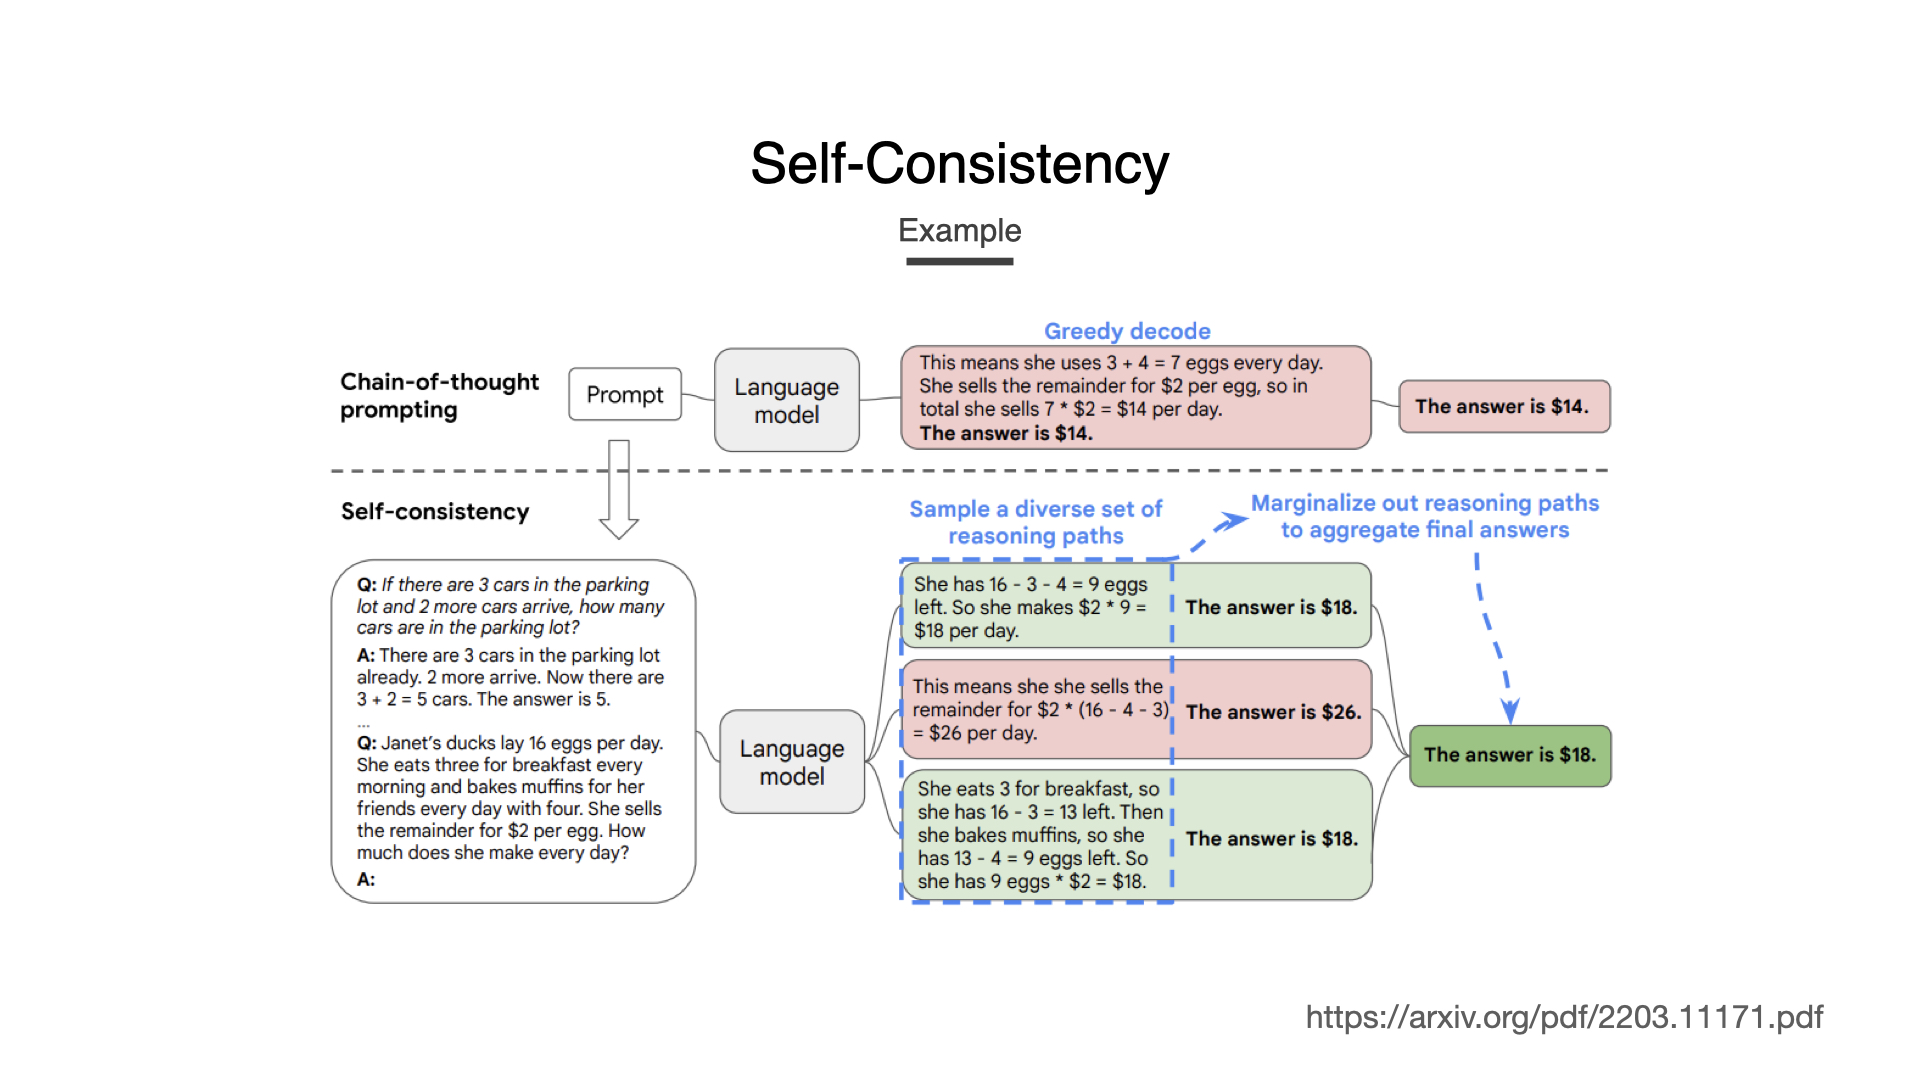 Self-Consistency
Example
Greedy decode
Chain-of-thought
prompting
Prompt
Language
model
This means she uses 3 + 4 = 7 eggs every day.
She sells the remainder for $2 per egg, so in
total she sells 7 * $2 = $14 per day.
The answer is $14.
The answer is $14.
Self-consistency
Sample a diverse set of
reasoning paths
Marginalize out reasoning paths
to aggregate final answers
Q: If there are 3 cars in the parking
lot and 2 more cars arrive, how many
cars are in the parking lot?
A: There are 3 cars in the parking lot
already. 2 more arrive. Now there are
3 + 2 = 5 cars. The answer is 5.
...
Q: Janet’s ducks lay 16 eggs per day.
She eats three for breakfast every
morning and bakes muffins for her
friends every day with four. She sells
the remainder for $2 per egg. How
much does she make every day?
A:
Language
model
She has 16 - 3 - 4 = 9 eggs
left. So she makes $2 * 9 =
$18 per day.
The answer is $18.
This means she she sells the
remainder for $2 * (16 - 4 - 3)
= $26 per day.
The answer is $26.
She eats 3 for breakfast, so
she has 16 - 3 = 13 left. Then
she bakes muffins, so she
has 13 - 4 = 9 eggs left. So
she has 9 eggs * $2 = $18.
The answer is $18.
The answer is $18.
https://arxiv.org/pdf/2203.11171.pdf